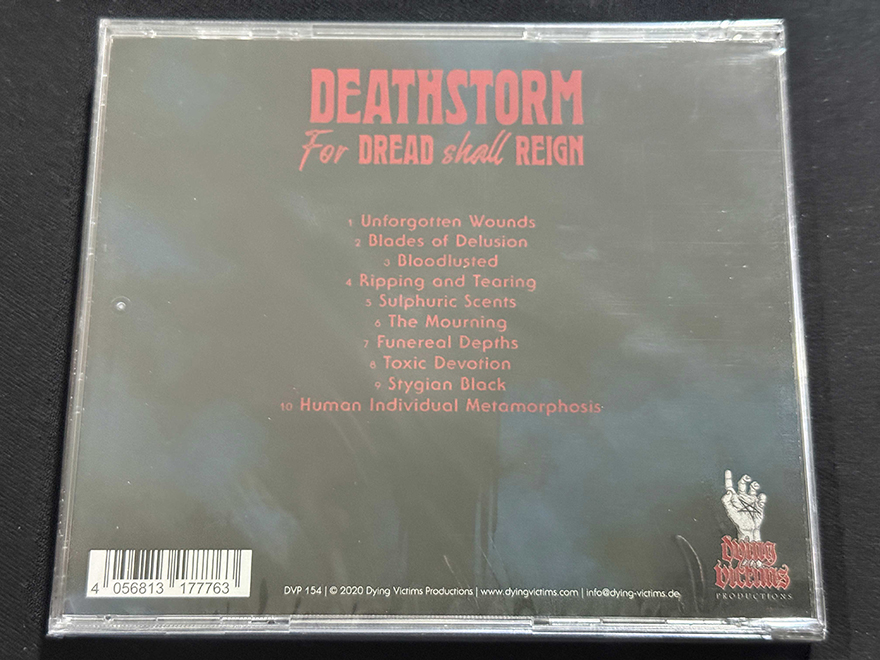 DEATHSTORM
For DREAD shall REIGN
1 Unforgotten Wounds
2 Blades of Delusion
3 Bloodlusted
4 Ripping and Tearing
5 Sulphuric Scents
6 The Mourning
7 Funereal Depths
8 Toxic Devotion
9 Stygian Black
10 Human Individual Metamorphosis
4 056813 177763
DVP 154 | © 2020 Dying Victims Productions | www.dyingvictims.com | info@dying-victims.de
Dying
Victims
PRODUCTIONS